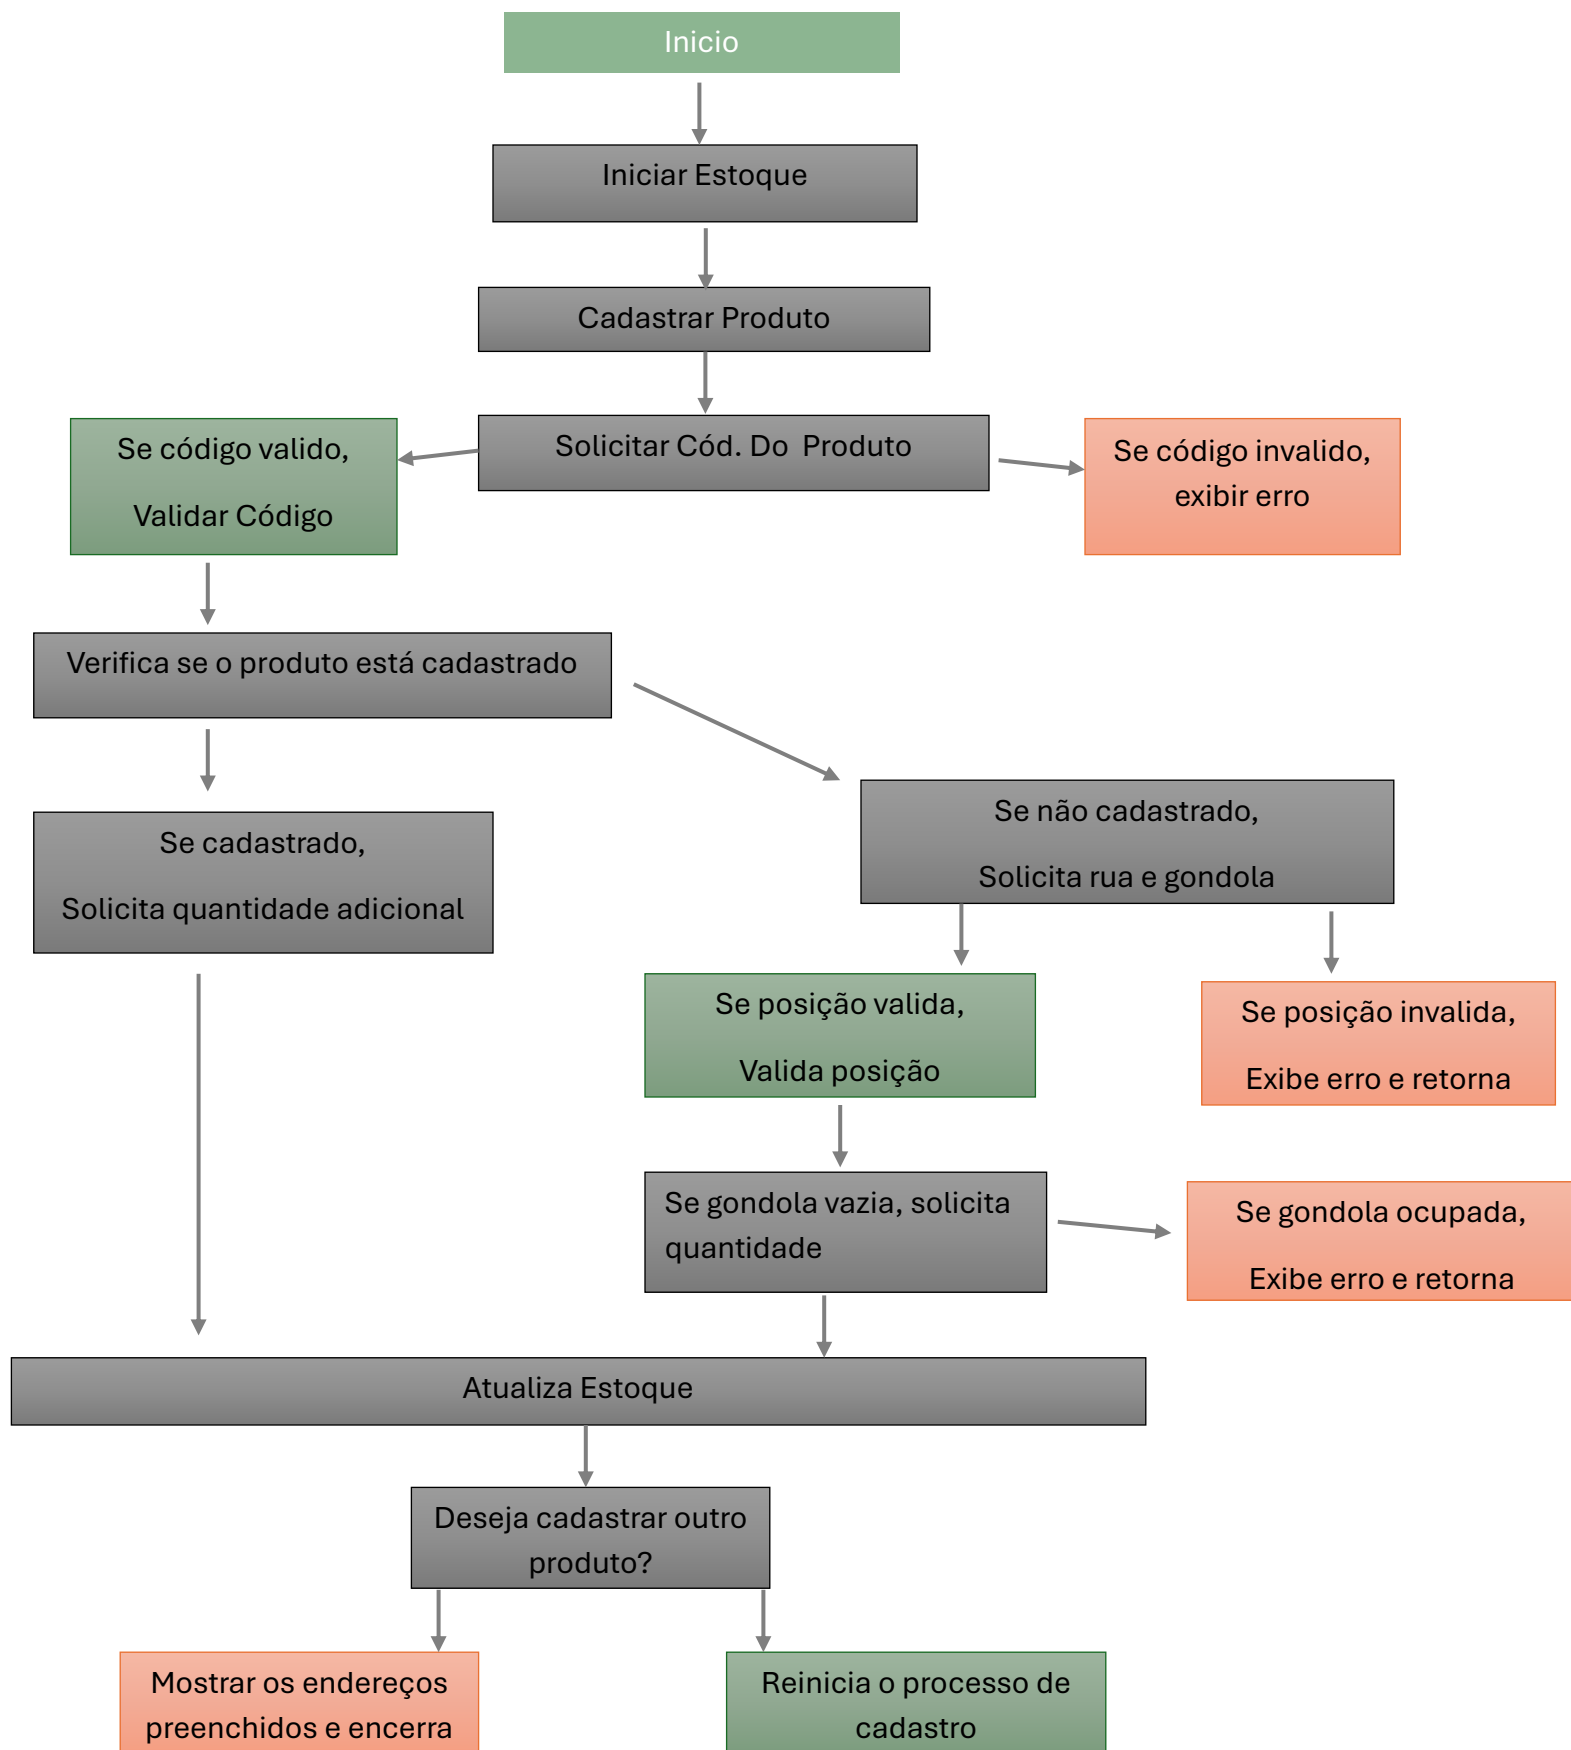 Inicio
Iniciar Estoque
Cadastrar Produto
Solicitar Cód. Do  Produto
Se código valido,
Validar Código
Se código invalido,
exibir erro
Verifica se o produto está cadastrado
Se cadastrado,
Solicita quantidade adicional
Se não cadastrado,
Solicita rua e gondola
Se posição valida,
Valida posição
Se posição invalida,
Exibe erro e retorna
Se gondola vazia, solicita
quantidade
Se gondola ocupada,
Exibe erro e retorna
Atualiza Estoque
Deseja cadastrar outro
produto?
Mostrar os endereços
preenchidos e encerra
Reinicia o processo de
cadastro